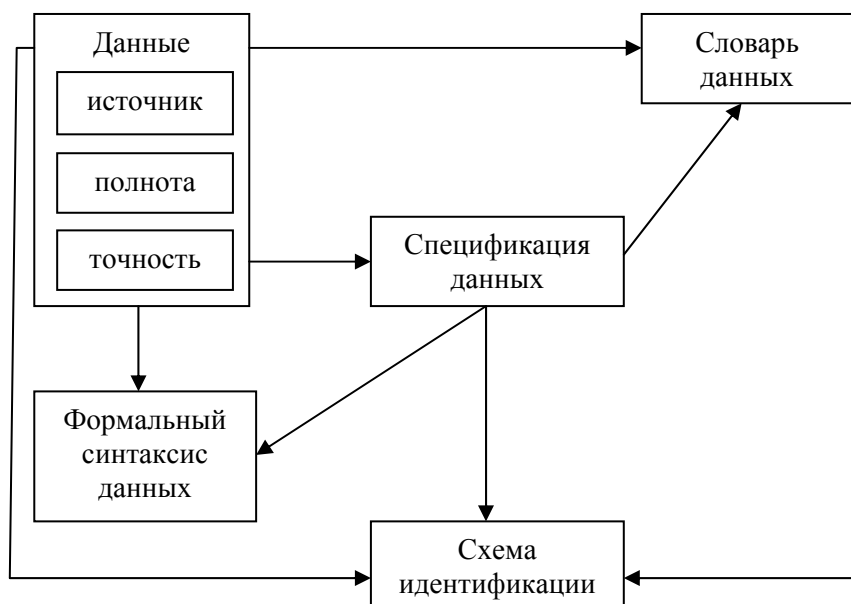 Данные
источник
полнота
точность
Словарь
данных
Спецификация
данных
Формальный
синтаксис
данных
Схема
идентификации